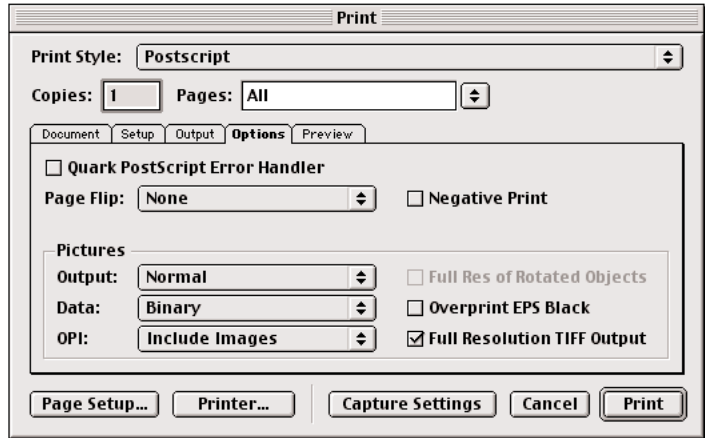 Print
Print Style: Postscript
Copies: 1 Pages: All
Document Setup Output Options Preview
Quark PostScript Error Handler
Page Flip: None Negative Print
Pictures
Output: Normal Full Res of Rotated Objects
Data: Binary Overprint EPS Black
OPI: Include Images Full Resolution TIFF Output
Page Setup... Printer... Capture Settings Cancel Print